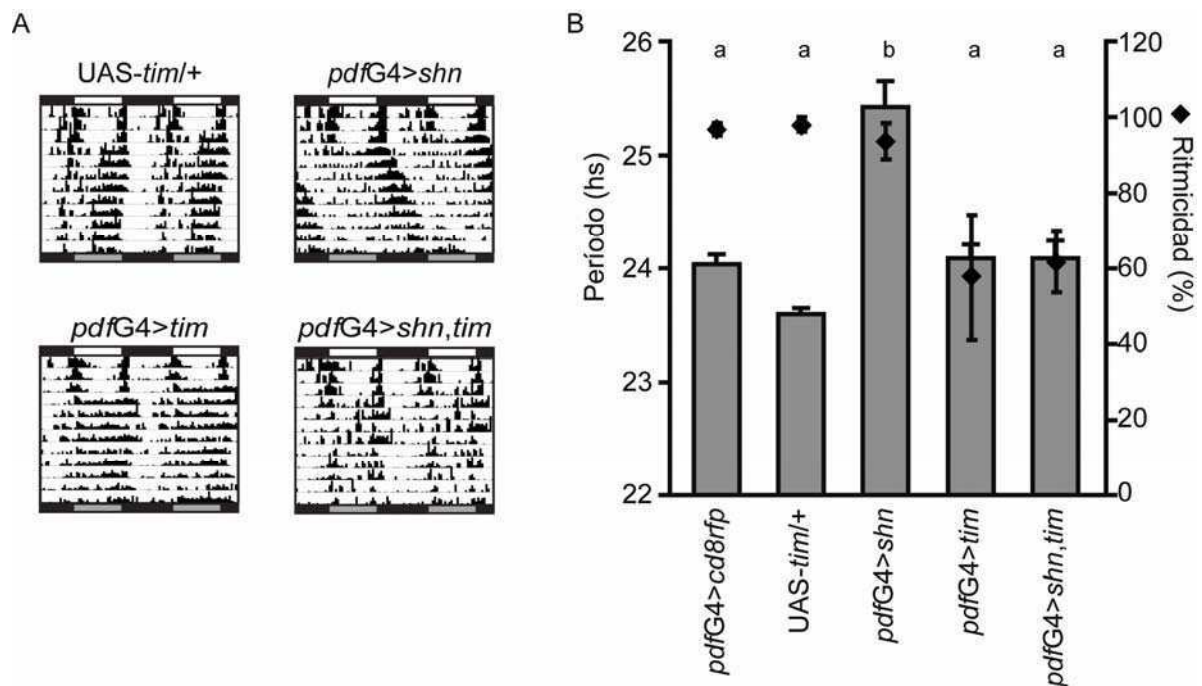 A
UAS-tim/+
pdfG4>shn
pdfG4>tim
pdfG4>shn,tim
B
Período (hs)
26
25
24
23
22
a
a
b
a
a
120
100
80
60
40
20
0
Ritmicidad (%)
pdfG4>cd8rfp
UAS-tim/+
pdfG4>shn
pdfG4>tim
pdfG4>shn,tim